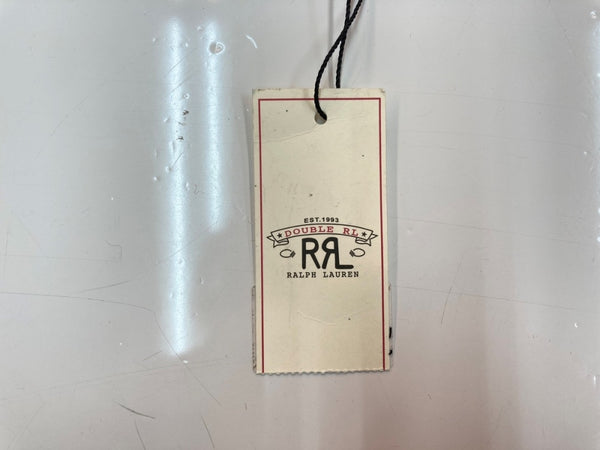 EST.1993
★ DOUBLE RL ★
RRL
RALPH LAUREN